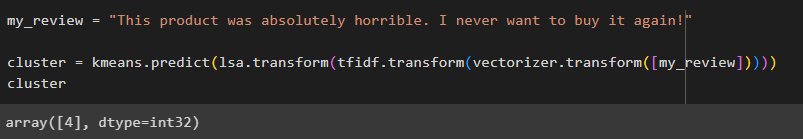 my_review = "This product was absolutely horrible. I never want to buy it again!"
cluster = kmeans.predict(lsa.transform(tfidf.transform(vectorizer.transform([my_review]))))
cluster
array([4], dtype=int32)